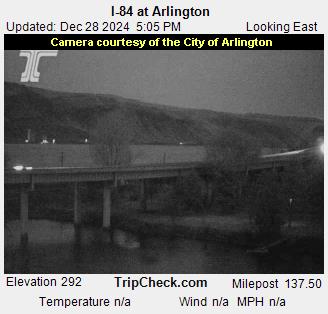 I-84 at Arlington
Updated: Dec 28 2024 5:05 PM Looking East
Camera courtesy of the City of Arlington
Elevation 292 TripCheck.com Milepost 137.50
Temperature n/a Wind n/a MPH n/a